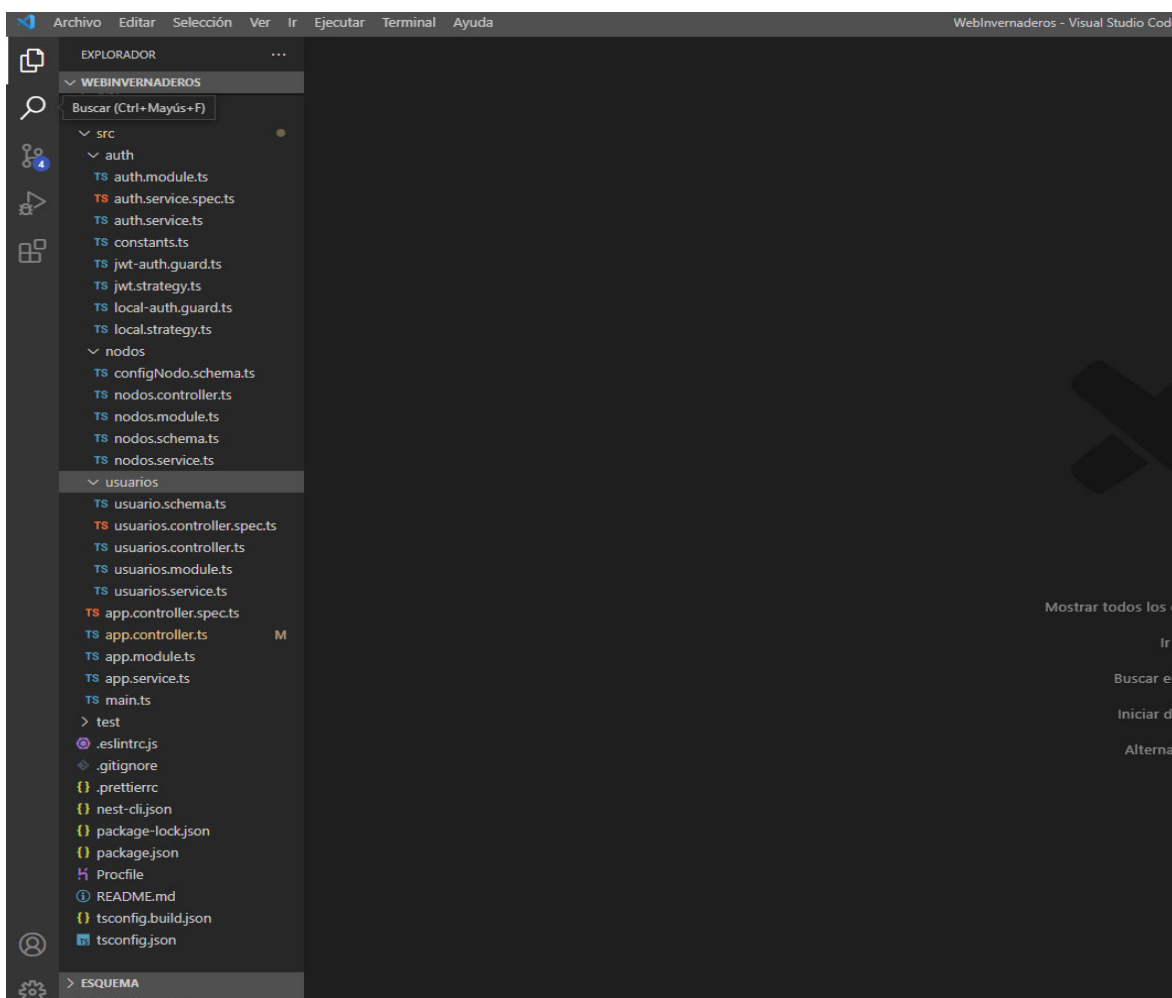 Archivo Editar Selección Ver Ir Ejecutar Terminal Ayuda
WebInvernaderos - Visual Studio Cod
EXPLORADOR ...
WEBINVERNADEROS
Buscar (Ctrl+Mayús+F)
src
4
auth
TS auth.module.ts
TS auth.service.spec.ts
TS auth.service.ts
TS constants.ts
TS jwt-auth.guard.ts
TS jwt.strategy.ts
TS local-auth.guard.ts
TS local.strategy.ts
nodos
TS configNodo.schema.ts
TS nodos.controller.ts
TS nodos.module.ts
TS nodos.schema.ts
TS nodos.service.ts
usuarios
TS usuario.schema.ts
TS usuarios.controller.spec.ts
TS usuarios.controller.ts
TS usuarios.module.ts
TS usuarios.service.ts
TS app.controller.spec.ts
TS app.controller.ts M
TS app.module.ts
TS app.service.ts
TS main.ts
test
.eslintrc.js
.gitignore
{} .prettierrc
{} nest-cli.json
{} package-lock.json
{} package.json
Procfile
README.md
{} tsconfig.build.json
TS tsconfig.json
ESQUEMA
Mostrar todos los
Ir
Buscar e
Iniciar d
Alterna